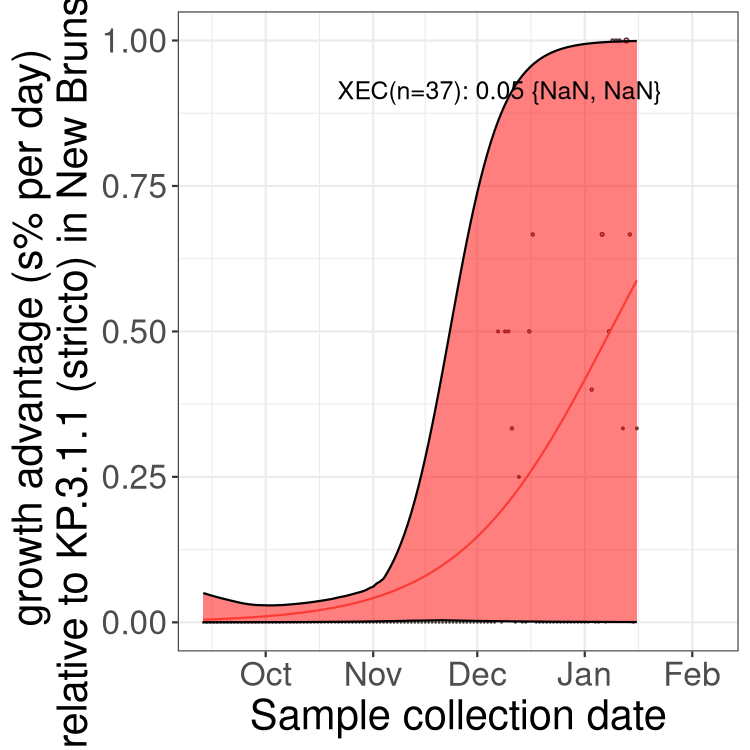 growth advantage (s% per day)
relative to KP.3.1.1 (stricto) in New Bruns
1.00
0.75
0.50
0.25
0.00
XEC(n=37): 0.05 {NaN, NaN}
Oct Nov Dec Jan Feb
Sample collection date